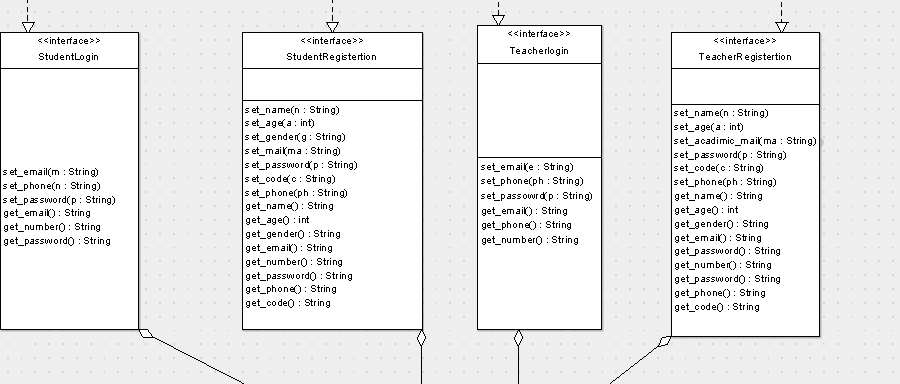 <<interface>>
StudentLogin
set_email(m : String)
set_phone(n : String)
set_password(p : String)
get_email() : String
get_number() : String
get_password() : String
<<interface>>
StudentRegistertion
set_name(n : String)
set_age(a : int)
set_gender(g : String)
set_mail(ma : String)
set_password(p : String)
set_code(c : String)
set_phone(ph : String)
get_name() : String
get_age() : int
get_gender() : String
get_email() : String
get_number() : String
get_password() : String
get_phone() : String
get_code() : String
<<interface>>
Teacherlogin
set_email(e : String)
set_phone(ph : String)
set_passowrd(p : String)
get_email() : String
get_phone() : String
get_number() : String
<<interface>>
TeacherRegistertion
set_name(n : String)
set_age(a : int)
set_acadimic_mail(ma : String)
set_password(p : String)
set_code(c : String)
set_phone(ph : String)
get_name() : String
get_age() : int
get_gender() : String
get_email() : String
get_password() : String
get_number() : String
get_password() : String
get_phone() : String
get_code() : String